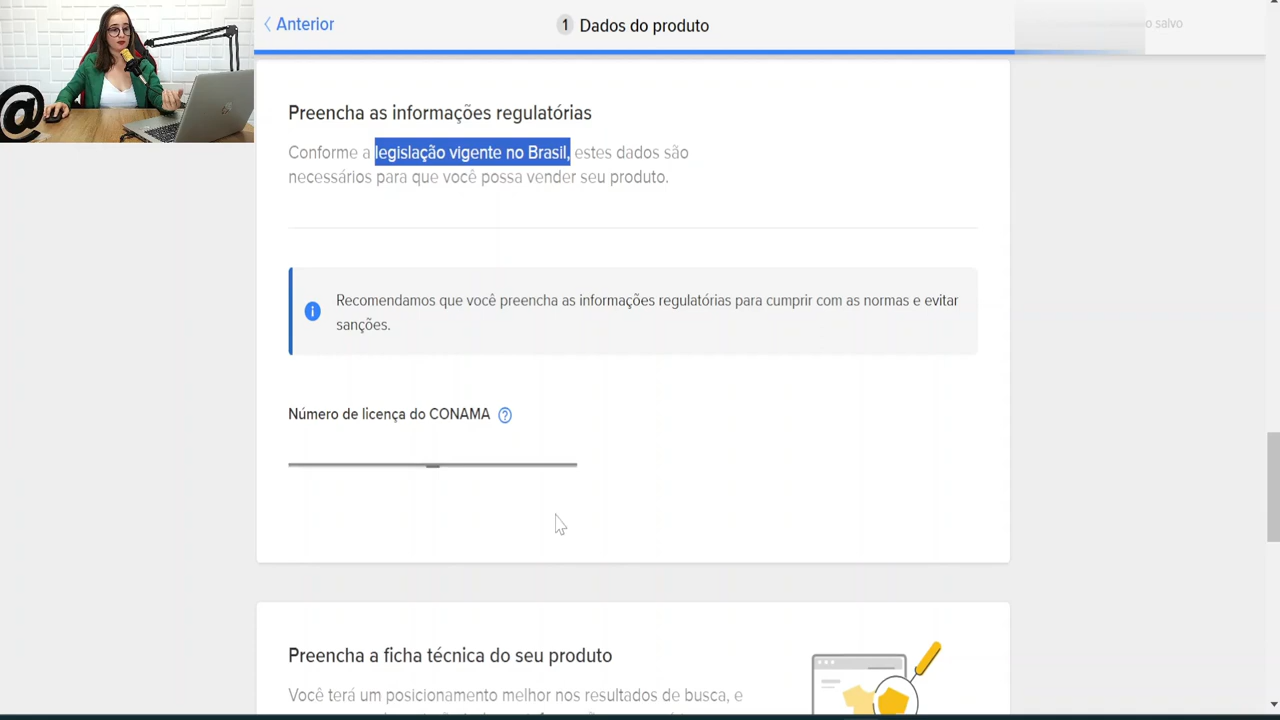 Anterior
1 Dados do produto
o salvo
Preencha as informações regulatórias
Conforme a legislação vigente no Brasil, estes dados são
necessários para que você possa vender seu produto.
Recomendamos que você preencha as informações regulatórias para cumprir com as normas e evitar
sanções.
Número de licença do CONAMA ?
Preencha a ficha técnica do seu produto
Você terá um posicionamento melhor nos resultados de busca, e